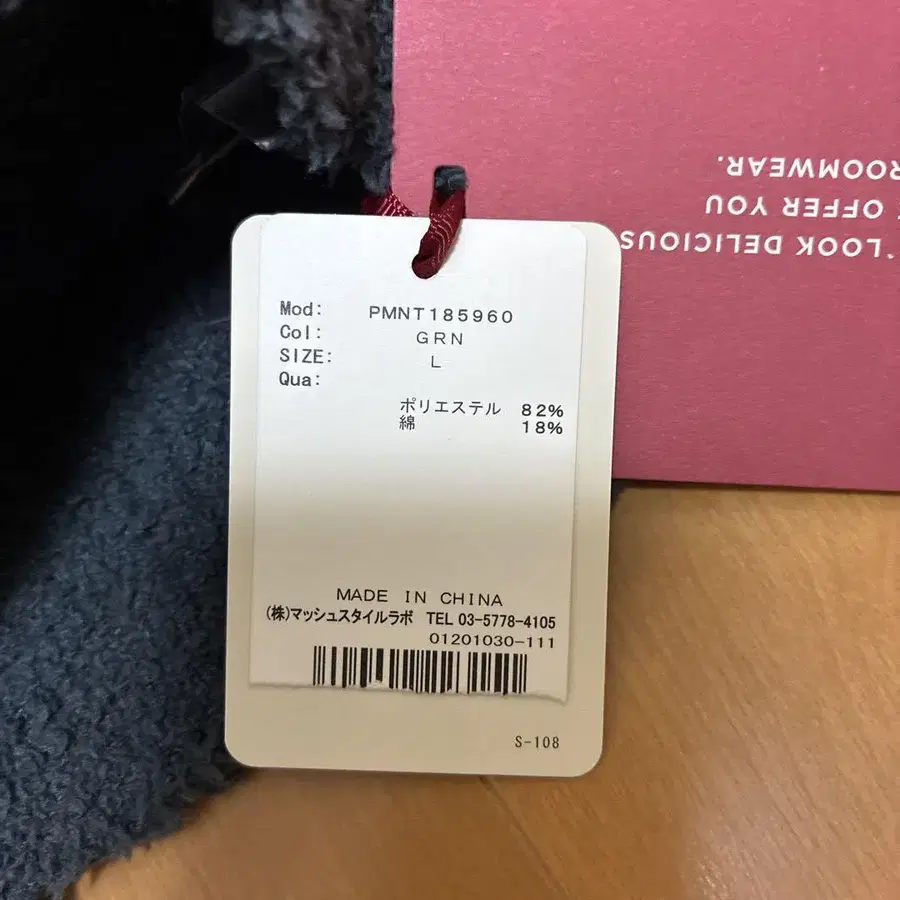 Mod: PMNT185960
Col: GRN
SIZE: L
Qua:
ポリエステル 82%
綿 18%
MADE IN CHINA
(株)マッシュスタイルラボ TEL 03-5778-4105
01201030-111
S-108
LOOK DELICIOUS
OFFER YOU
ROOMWEAR.